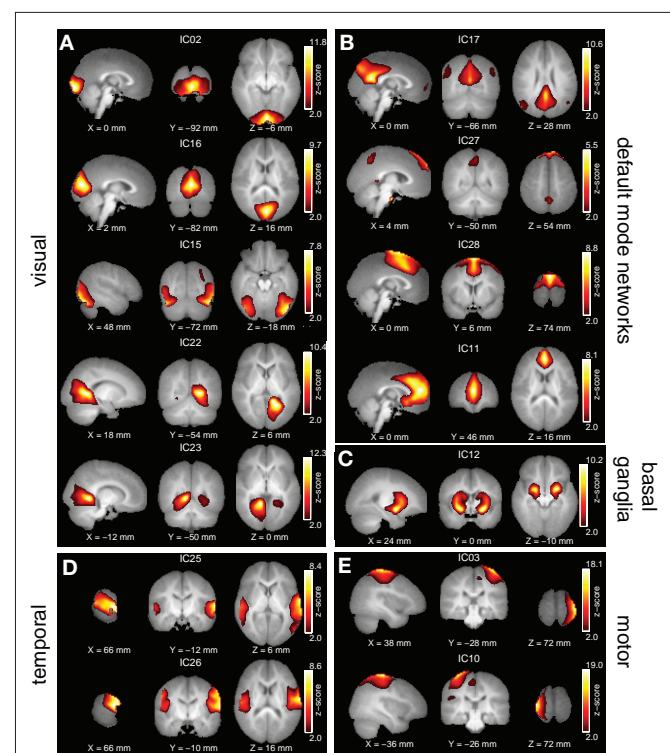 visual
A
IC02
11.8
z−score
2.0
X = 0 mm
Y = −92 mm
Z = −6 mm
IC16
9.7
z−score
2.0
X = 2 mm
Y = −82 mm
Z = 16 mm
IC15
7.8
z−score
2.0
X = 48 mm
Y = −72 mm
Z = −18 mm
IC22
10.4
z−score
2.0
X = 18 mm
Y = −54 mm
Z = 6 mm
IC23
12.3
z−score
2.0
X = −12 mm
Y = −50 mm
Z = 0 mm
B
default mode networks
IC17
10.6
z−score
2.0
X = 0 mm
Y = −66 mm
Z = 28 mm
IC27
5.5
z−score
2.0
X = 4 mm
Y = −50 mm
Z = 54 mm
IC28
8.8
z−score
2.0
X = 0 mm
Y = 6 mm
Z = 74 mm
IC11
8.1
z−score
2.0
X = 0 mm
Y = 46 mm
Z = 16 mm
C
basal
ganglia
IC12
10.2
z−score
2.0
X = 24 mm
Y = 0 mm
Z = −10 mm
temporal
D
IC25
8.4
z−score
2.0
X = 66 mm
Y = −12 mm
Z = 6 mm
IC26
8.6
z−score
2.0
X = 66 mm
Y = −10 mm
Z = 16 mm
E
motor
IC03
18.1
z−score
2.0
X = 38 mm
Y = −28 mm
Z = 72 mm
IC10
19.0
z−score
2.0
X = −36 mm
Y = −26 mm
Z = 72 mm